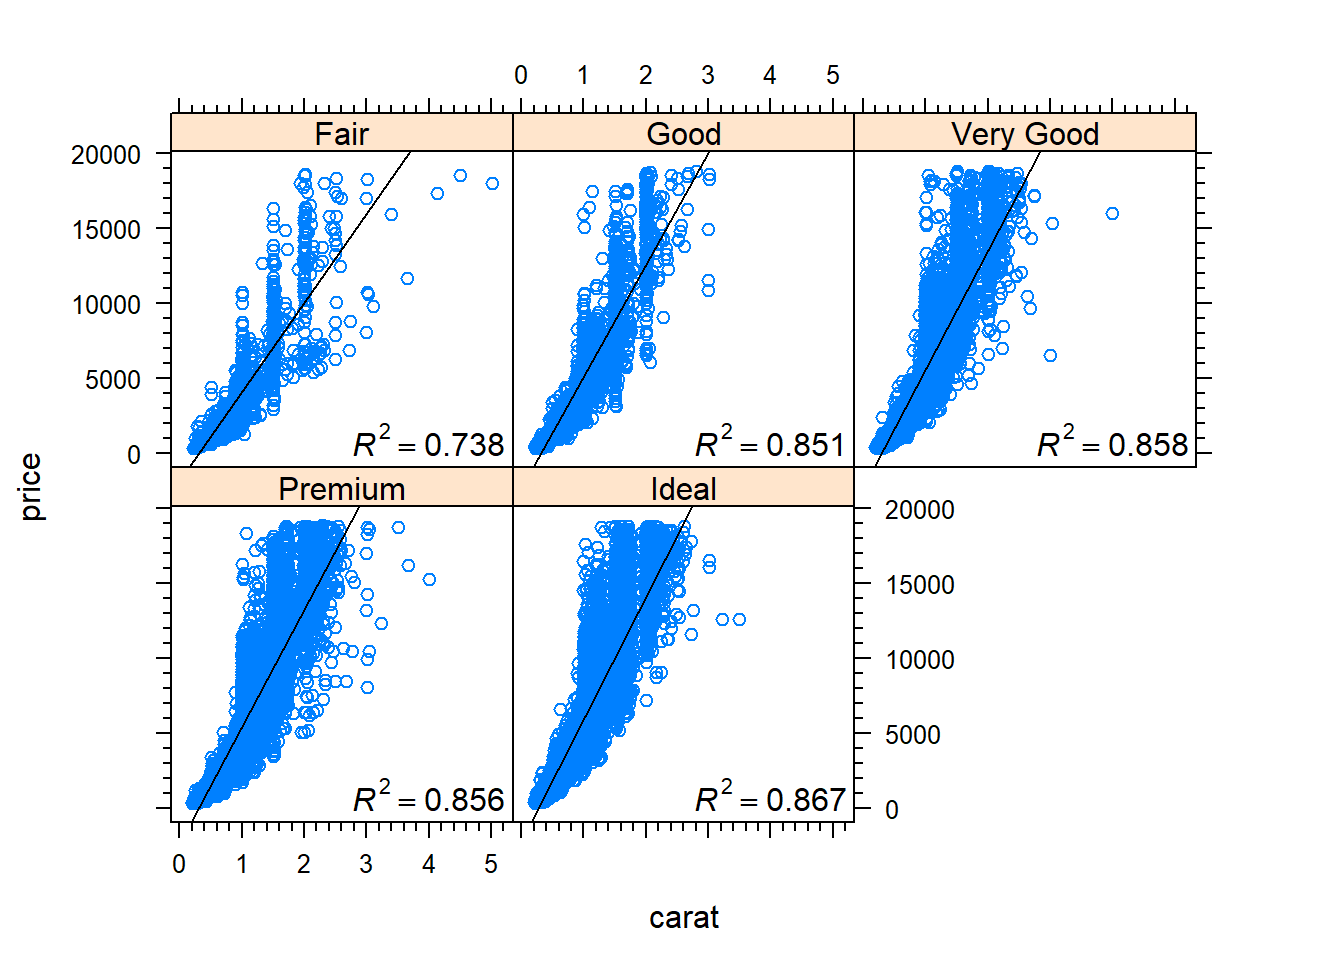 0 1 2 3 4 5
Fair Good Very Good
20000
15000
10000
5000
0
R² = 0.738 R² = 0.851 R² = 0.858
price
Premium Ideal
20000
15000
10000
5000
0
R² = 0.856 R² = 0.867
0 1 2 3 4 5
carat